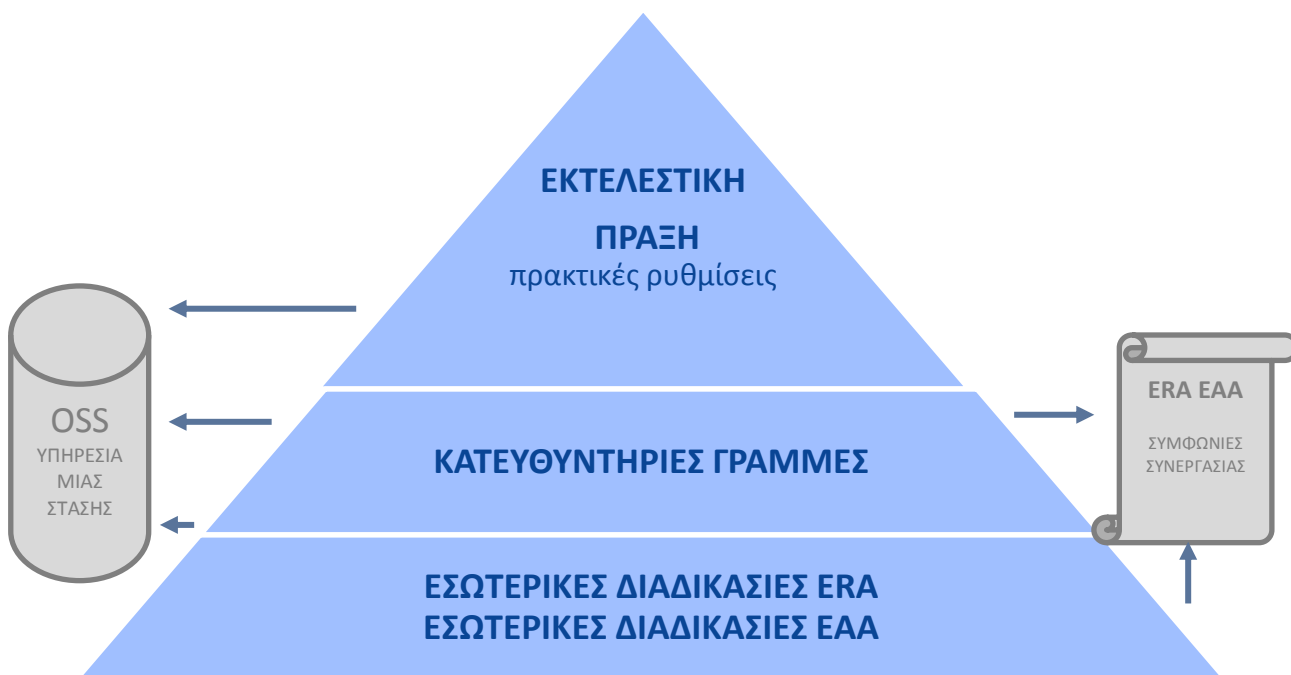 ΕΚΤΕΛΕΣΤΙΚΗ
ΠΡΑΞΗ
πρακτικές ρυθμίσεις
OSS
ΥΠΗΡΕΣΙΑ
ΜΙΑΣ
ΣΤΑΣΗΣ
ERA ΕΑΑ
ΣΥΜΦΩΝΙΕΣ
ΣΥΝΕΡΓΑΣΙΑΣ
ΚΑΤΕΥΘΥΝΤΗΡΙΕΣ ΓΡΑΜΜΕΣ
ΕΣΩΤΕΡΙΚΕΣ ΔΙΑΔΙΚΑΣΙΕΣ ERA
ΕΣΩΤΕΡΙΚΕΣ ΔΙΑΔΙΚΑΣΙΕΣ ΕΑΑ